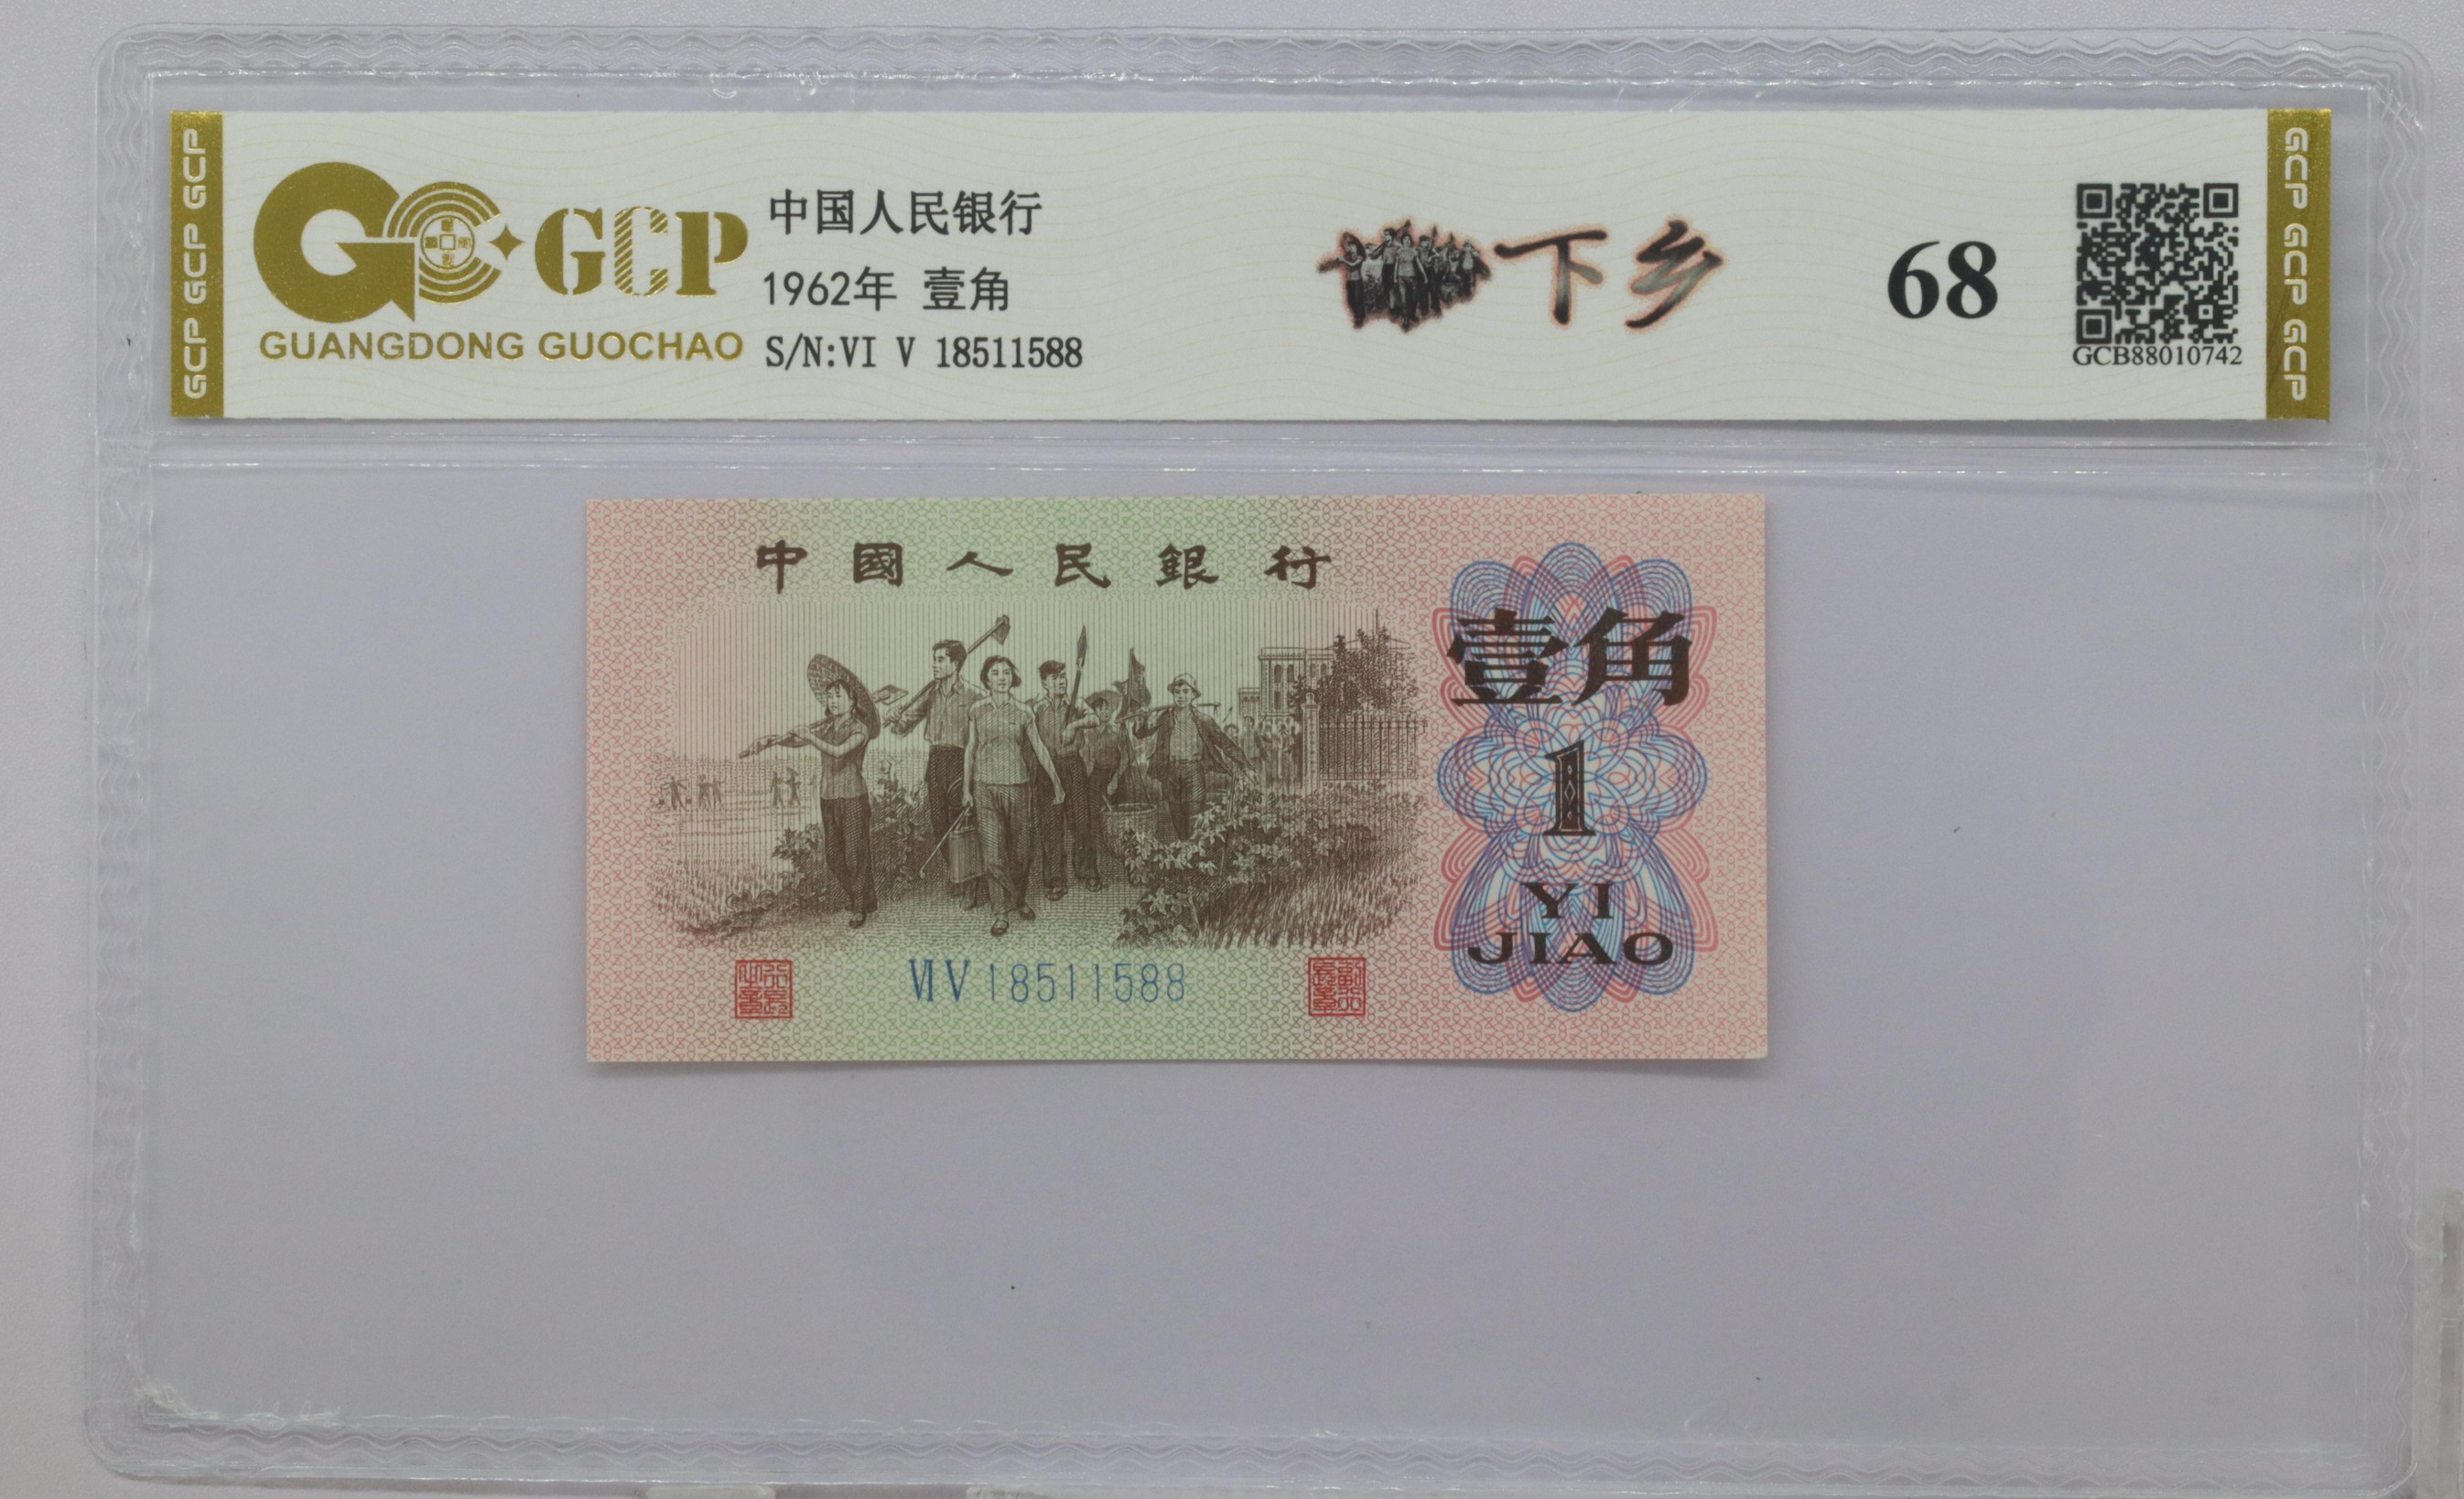 GCP GCP GCP
GCP
GUANGDONG GUOCHAO
中国人民银行
1962年 壹角
S/N:VI V 18511588
下乡
68
GCB88010742
GCP GCP GCP
中國人民銀行
壹角
1
YI
JIAO
VI V 18511588